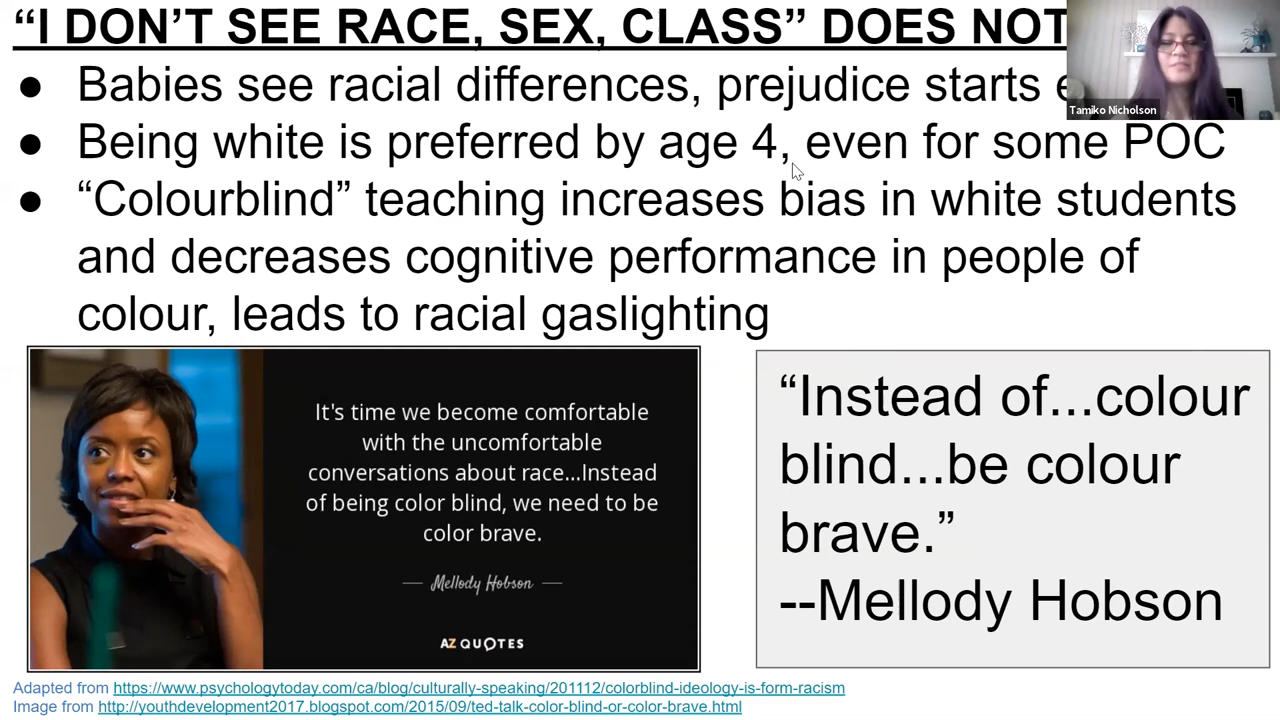 “I DON’T SEE RACE, SEX, CLASS” DOES NOT
Tamiko Nicholson
● Babies see racial differences, prejudice starts
● Being white is preferred by age 4, even for some POC
● “Colourblind” teaching increases bias in white students
and decreases cognitive performance in people of
colour, leads to racial gaslighting
It's time we become comfortable
with the uncomfortable
conversations about race...Instead
of being color blind, we need to be
color brave.
— Mellody Hobson —
AZ QUOTES
“Instead of...colour
blind...be colour
brave.”
--Mellody Hobson
Adapted from https://www.psychologytoday.com/ca/blog/culturally-speaking/201112/colorblind-ideology-is-form-racism
Image from http://youthdevelopment2017.blogspot.com/2015/09/ted-talk-color-blind-or-color-brave.html